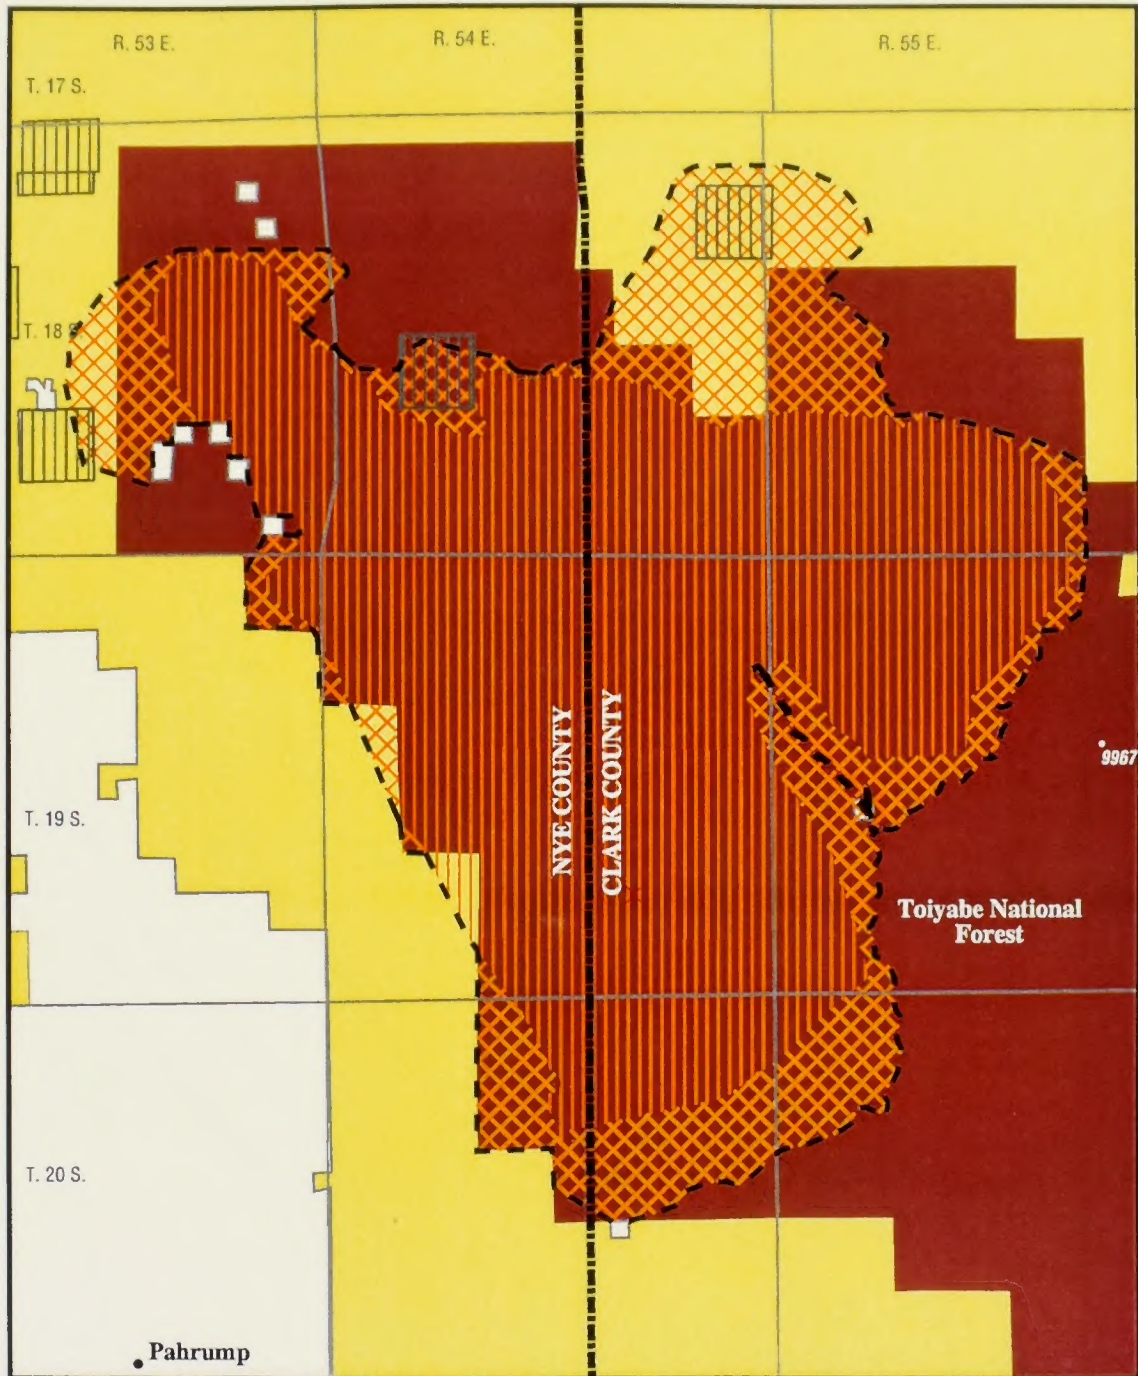 R. 53 E.
R. 54 E.
R. 55 E.
T. 17 S.
T. 18 S.
NYE COUNTY
CLARK COUNTY
9967
T. 19 S.
Toiyabe National
Forest
T. 20 S.
Pahrump